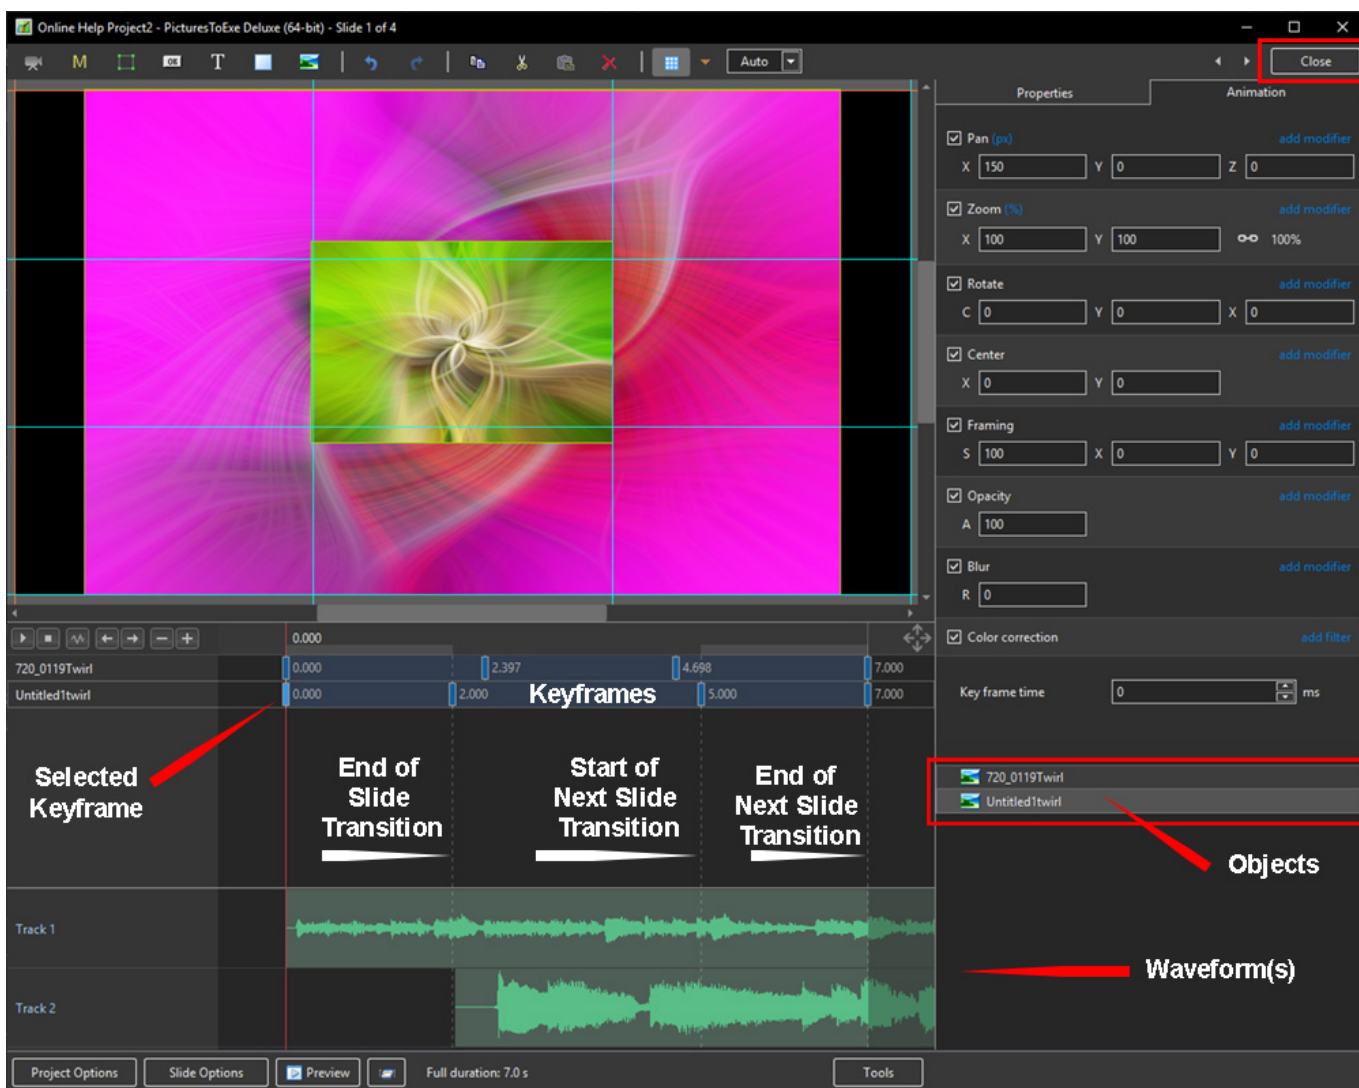 Online Help Project2 - PicturesToExe Deluxe (64-bit) - Slide 1 of 4
M OK T Auto Close
Properties Animation
Pan (px) add modifier
X 150 Y 0 Z 0
Zoom (%) add modifier
X 100 Y 100 100%
Rotate add modifier
C 0 Y 0 X 0
Center add modifier
X 0 Y 0
Framing add modifier
S 100 X 0 Y 0
Opacity add modifier
A 100
Blur add modifier
R 0
Color correction add filter
Key frame time 0 ms
720_0119Twirl
Untitled1twirl
Objects
0.000
720_0119Twirl 0.000 2.397 4.698 7.000
Untitled1twirl 0.000 2.000 Keyframes 5.000 7.000
Selected
Keyframe
End of
Slide
Transition
Start of
Next Slide
Transition
End of
Next Slide
Transition
Track 1
Waveform(s)
Track 2
Project Options Slide Options Preview Full duration: 7.0 s Tools